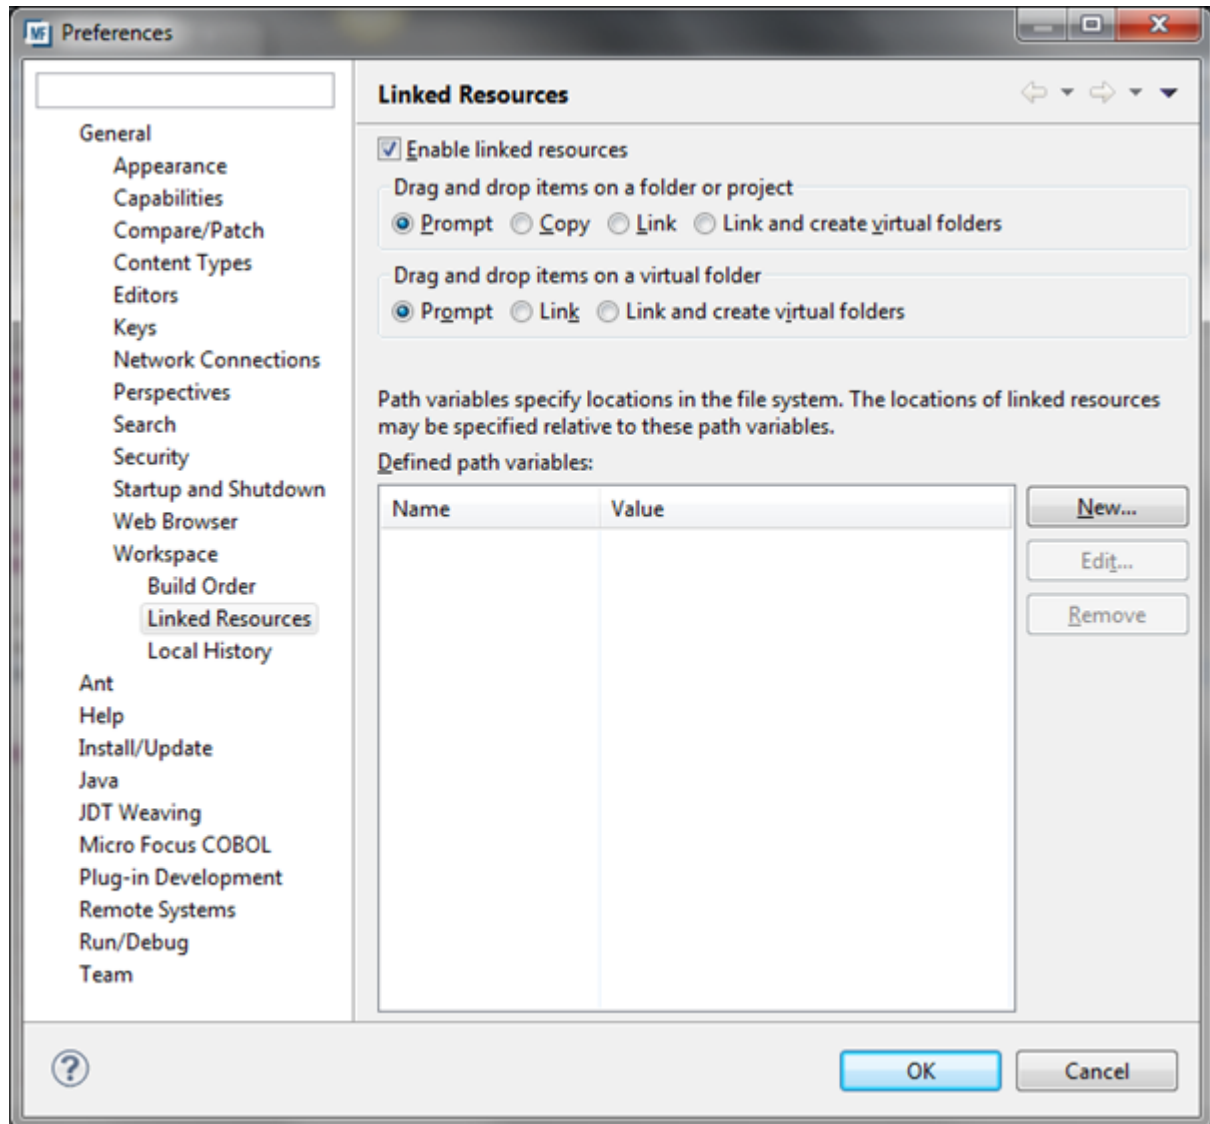 MF Preferences
Linked Resources
General
Appearance
Capabilities
Compare/Patch
Content Types
Editors
Keys
Network Connections
Perspectives
Search
Security
Startup and Shutdown
Web Browser
Workspace
Build Order
Linked Resources
Local History
Ant
Help
Install/Update
Java
JDT Weaving
Micro Focus COBOL
Plug-in Development
Remote Systems
Run/Debug
Team
Enable linked resources
Drag and drop items on a folder or project
Prompt Copy Link Link and create virtual folders
Drag and drop items on a virtual folder
Prompt Link Link and create virtual folders
Path variables specify locations in the file system. The locations of linked resources
may be specified relative to these path variables.
Defined path variables:
Name Value
New...
Edit...
Remove
?
OK Cancel